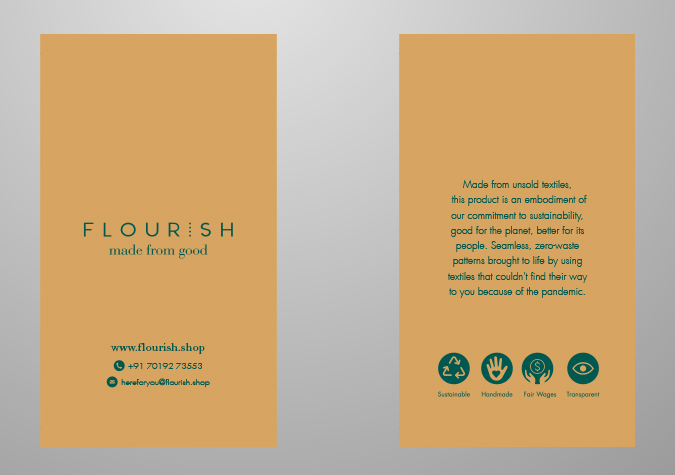 FLOURISH
made from good
www.flourish.shop
+91 70192 73553
hereforyou@flourish.shop
Made from unsold textiles,
this product is an embodiment of
our commitment to sustainability,
good for the planet, better for its
people. Seamless, zero-waste
patterns brought to life by using
textiles that couldn't find their way
to you because of the pandemic.
Sustainable Handmade Fair Wages Transparent